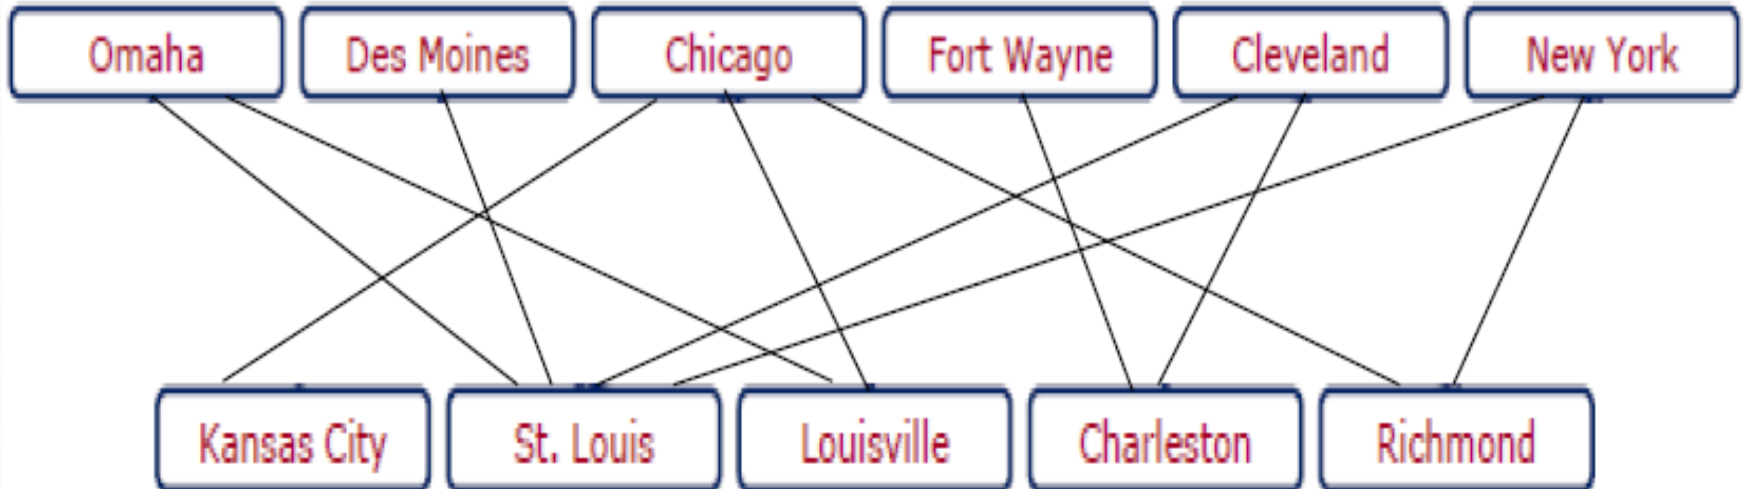 Omaha
Des Moines
Chicago
Fort Wayne
Cleveland
New York
Kansas City
St. Louis
Louisville
Charleston
Richmond